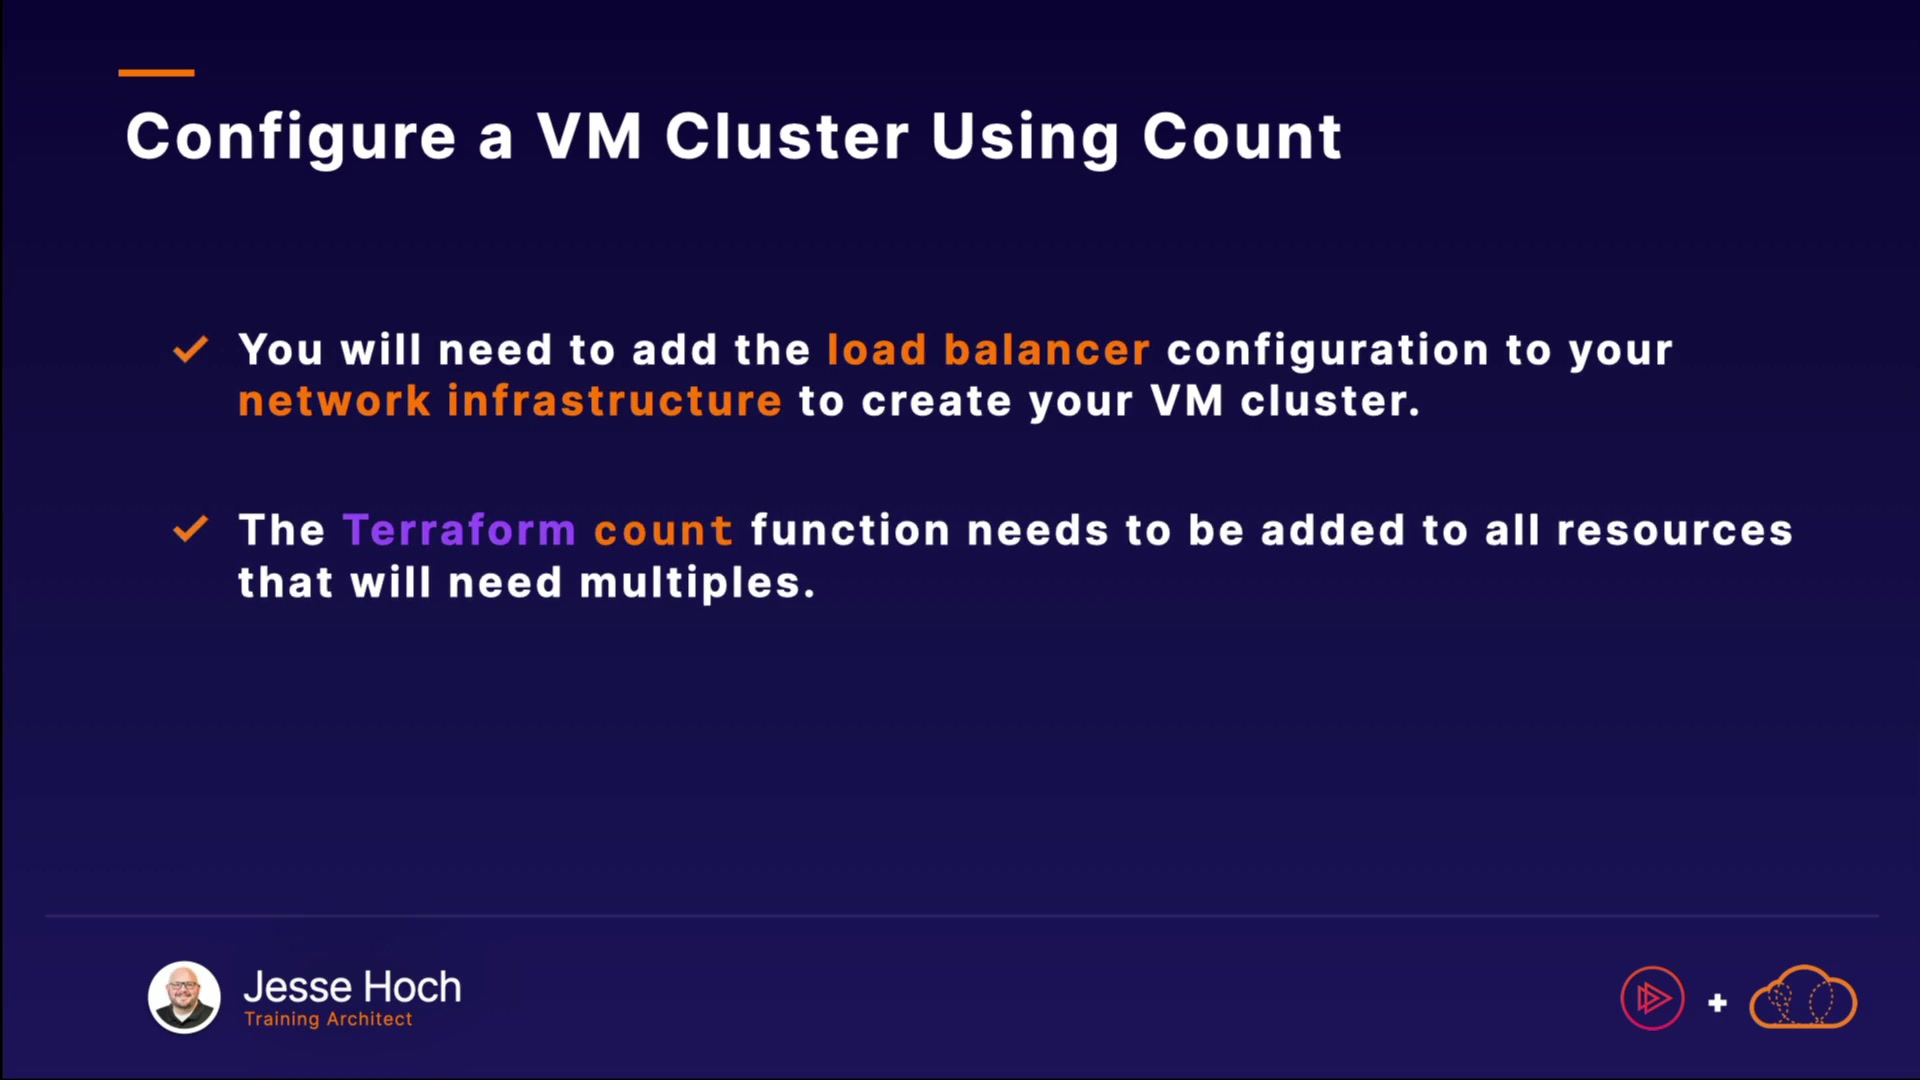 Configure a VM Cluster Using Count
You will need to add the load balancer configuration to your
network infrastructure to create your VM cluster.
The Terraform count function needs to be added to all resources
that will need multiples.
Jesse Hoch
Training Architect
+